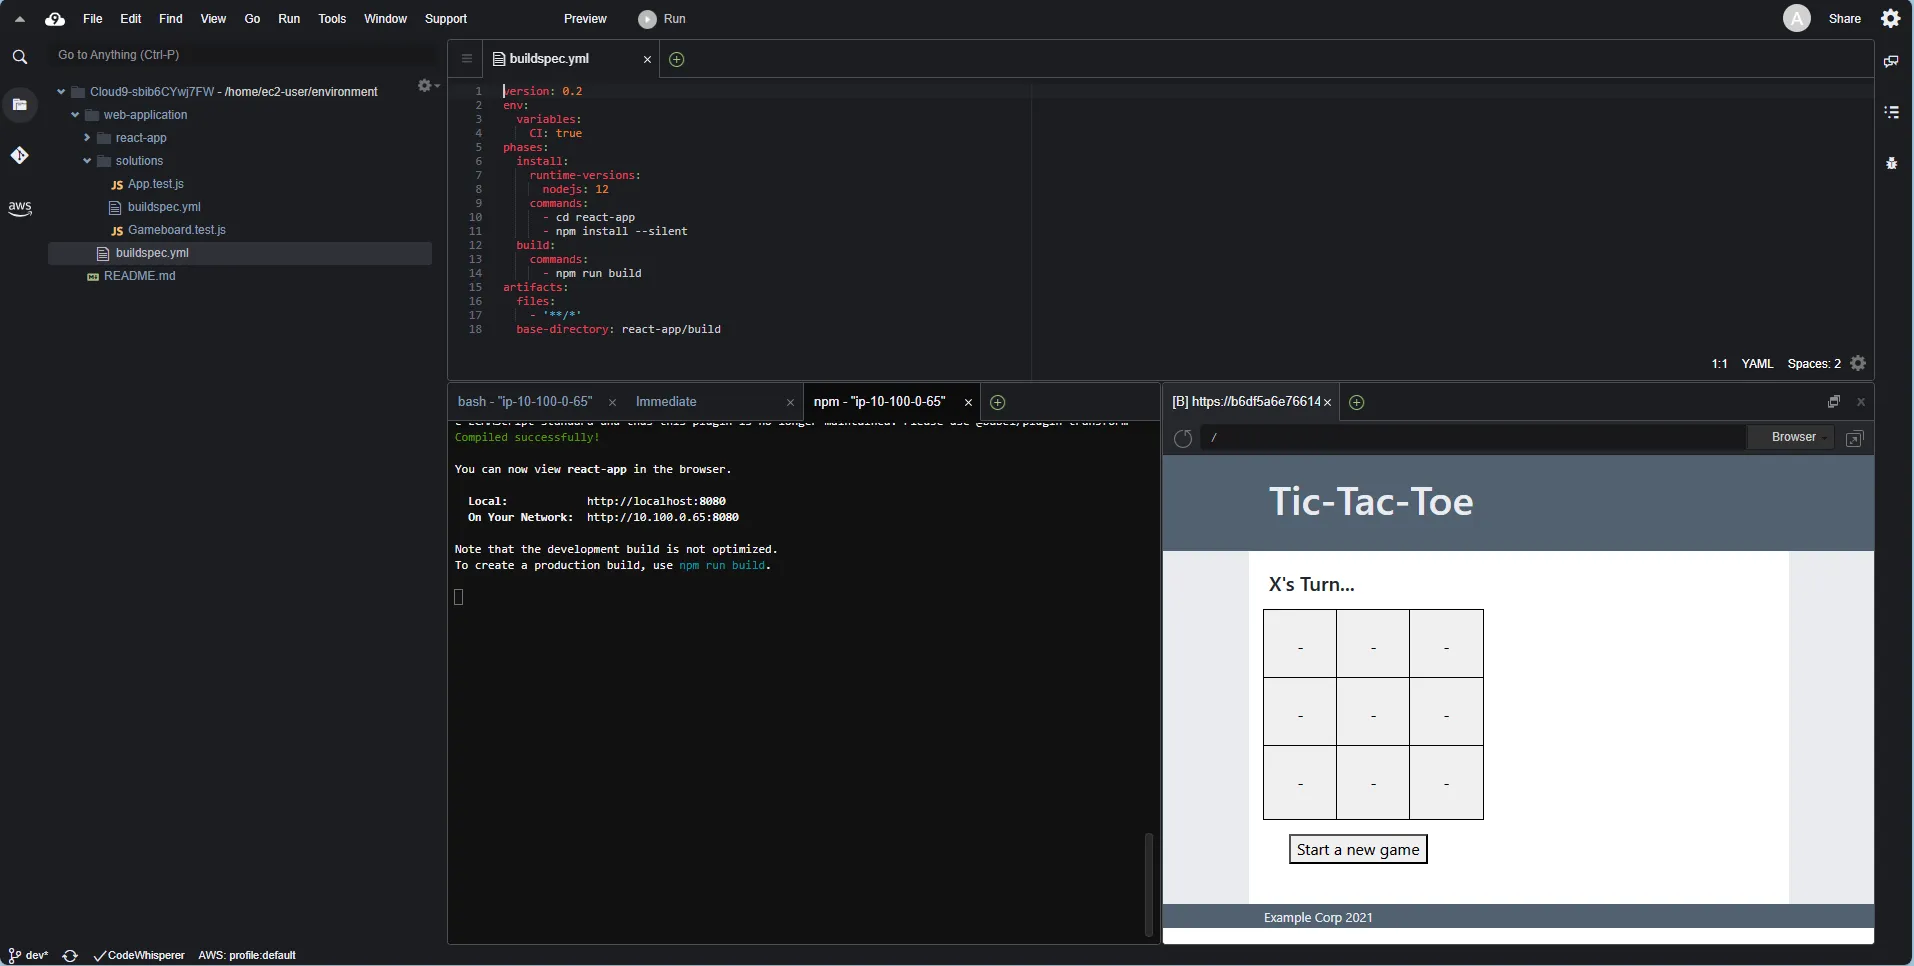 File Edit Find View Go Run Tools Window Support Preview Run A Share
Go to Anything (Ctrl-P)
Cloud9-sbib6CYwj7FW - /home/ec2-user/environment
web-application
react-app
solutions
JS App.test.js
buildspec.yml
JS Gameboard.test.js
buildspec.yml
README.md
aws
buildspec.yml
1 version: 0.2
2 env:
3 variables:
4 CI: true
5 phases:
6 install:
7 runtime-versions:
8 nodejs: 12
9 commands:
10 - cd react-app
11 - npm install --silent
12 build:
13 commands:
14 - npm run build
15 artifacts:
16 files:
17 - '**/*'
18 base-directory: react-app/build
1:1 YAML Spaces: 2
bash - "ip-10-100-0-65" Immediate npm - "ip-10-100-0-65"
Compiled successfully!
You can now view react-app in the browser.
Local: http://localhost:8080
On Your Network: http://10.100.0.65:8080
Note that the development build is not optimized.
To create a production build, use npm run build.
[B] https://b6df5a6e76614
/ Browser
Tic-Tac-Toe
X's Turn...
- - -
- - -
- - -
Start a new game
Example Corp 2021
dev* CodeWhisperer AWS: profile:default